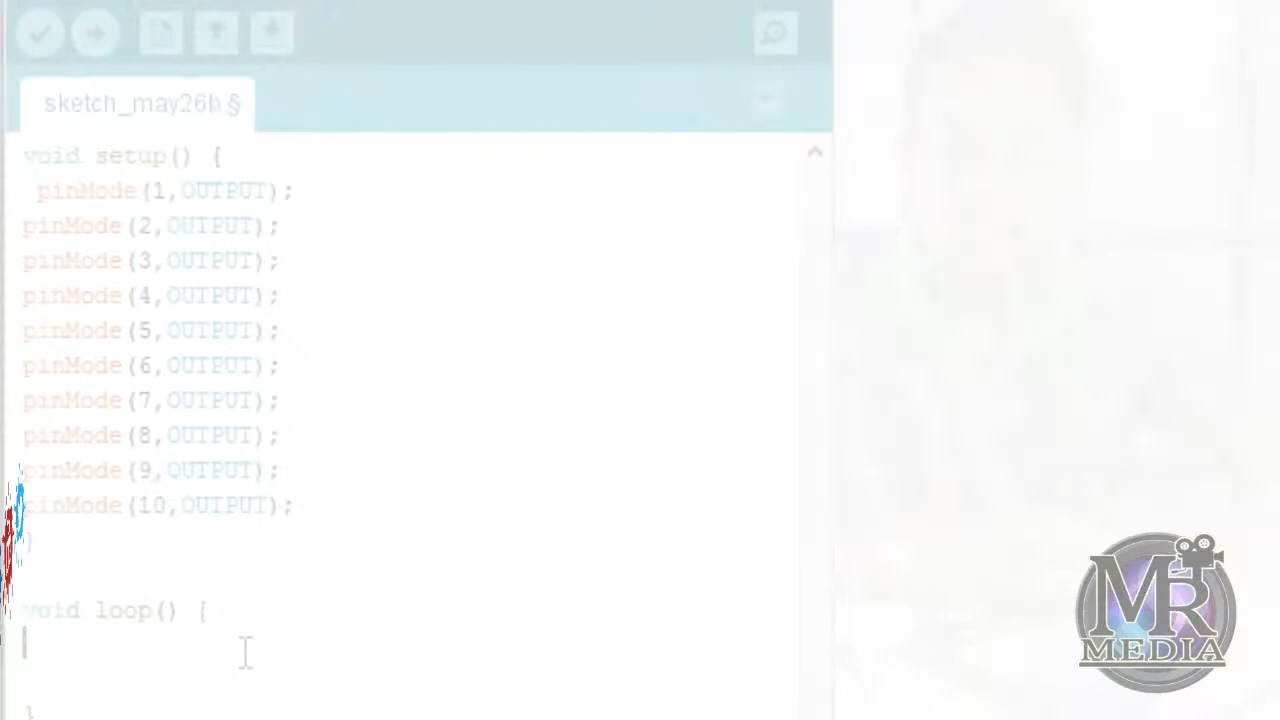 sketch_may26b §
void setup() {
pinMode(1,OUTPUT);
pinMode(2,OUTPUT);
pinMode(3,OUTPUT);
pinMode(4,OUTPUT);
pinMode(5,OUTPUT);
pinMode(6,OUTPUT);
pinMode(7,OUTPUT);
pinMode(8,OUTPUT);
pinMode(9,OUTPUT);
pinMode(10,OUTPUT);
}
void loop() {
}
MR
MEDIA